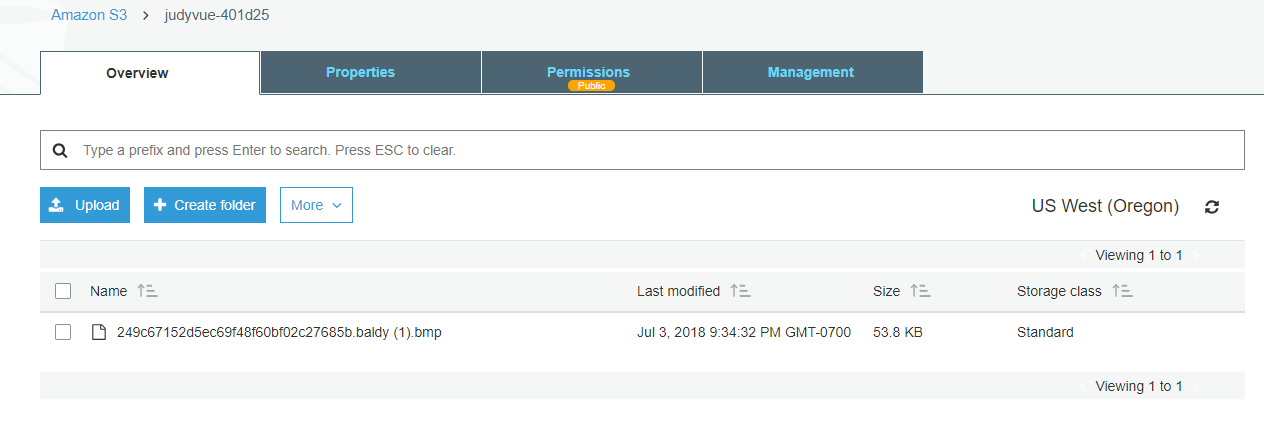 Amazon S3 > judyvue-401d25
Overview Properties Permissions Management
Public
Type a prefix and press Enter to search. Press ESC to clear.
Upload Create folder More US West (Oregon)
Viewing 1 to 1
Name Last modified Size Storage class
249c67152d5ec69f48f60bf02c27685b.baldy (1).bmp Jul 3, 2018 9:34:32 PM GMT-0700 53.8 KB Standard
Viewing 1 to 1